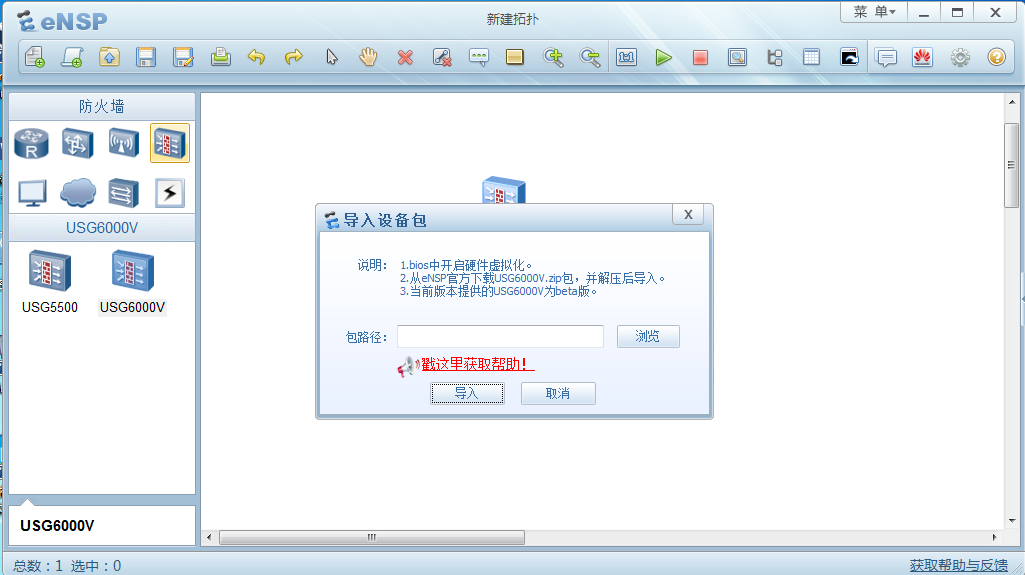 eNSP
新建拓扑
菜 单
防火墙
R
USG6000V
USG5500
USG6000V
导入设备包
X
说明：
1.bios中开启硬件虚拟化。
2.从eNSP官方下载USG6000V.zip包，并解压后导入。
3.当前版本提供的USG6000V为beta版。
包路径：
浏览
戳这里获取帮助！
导入
取消
USG6000V
总数：1 选中：0
获取帮助与反馈